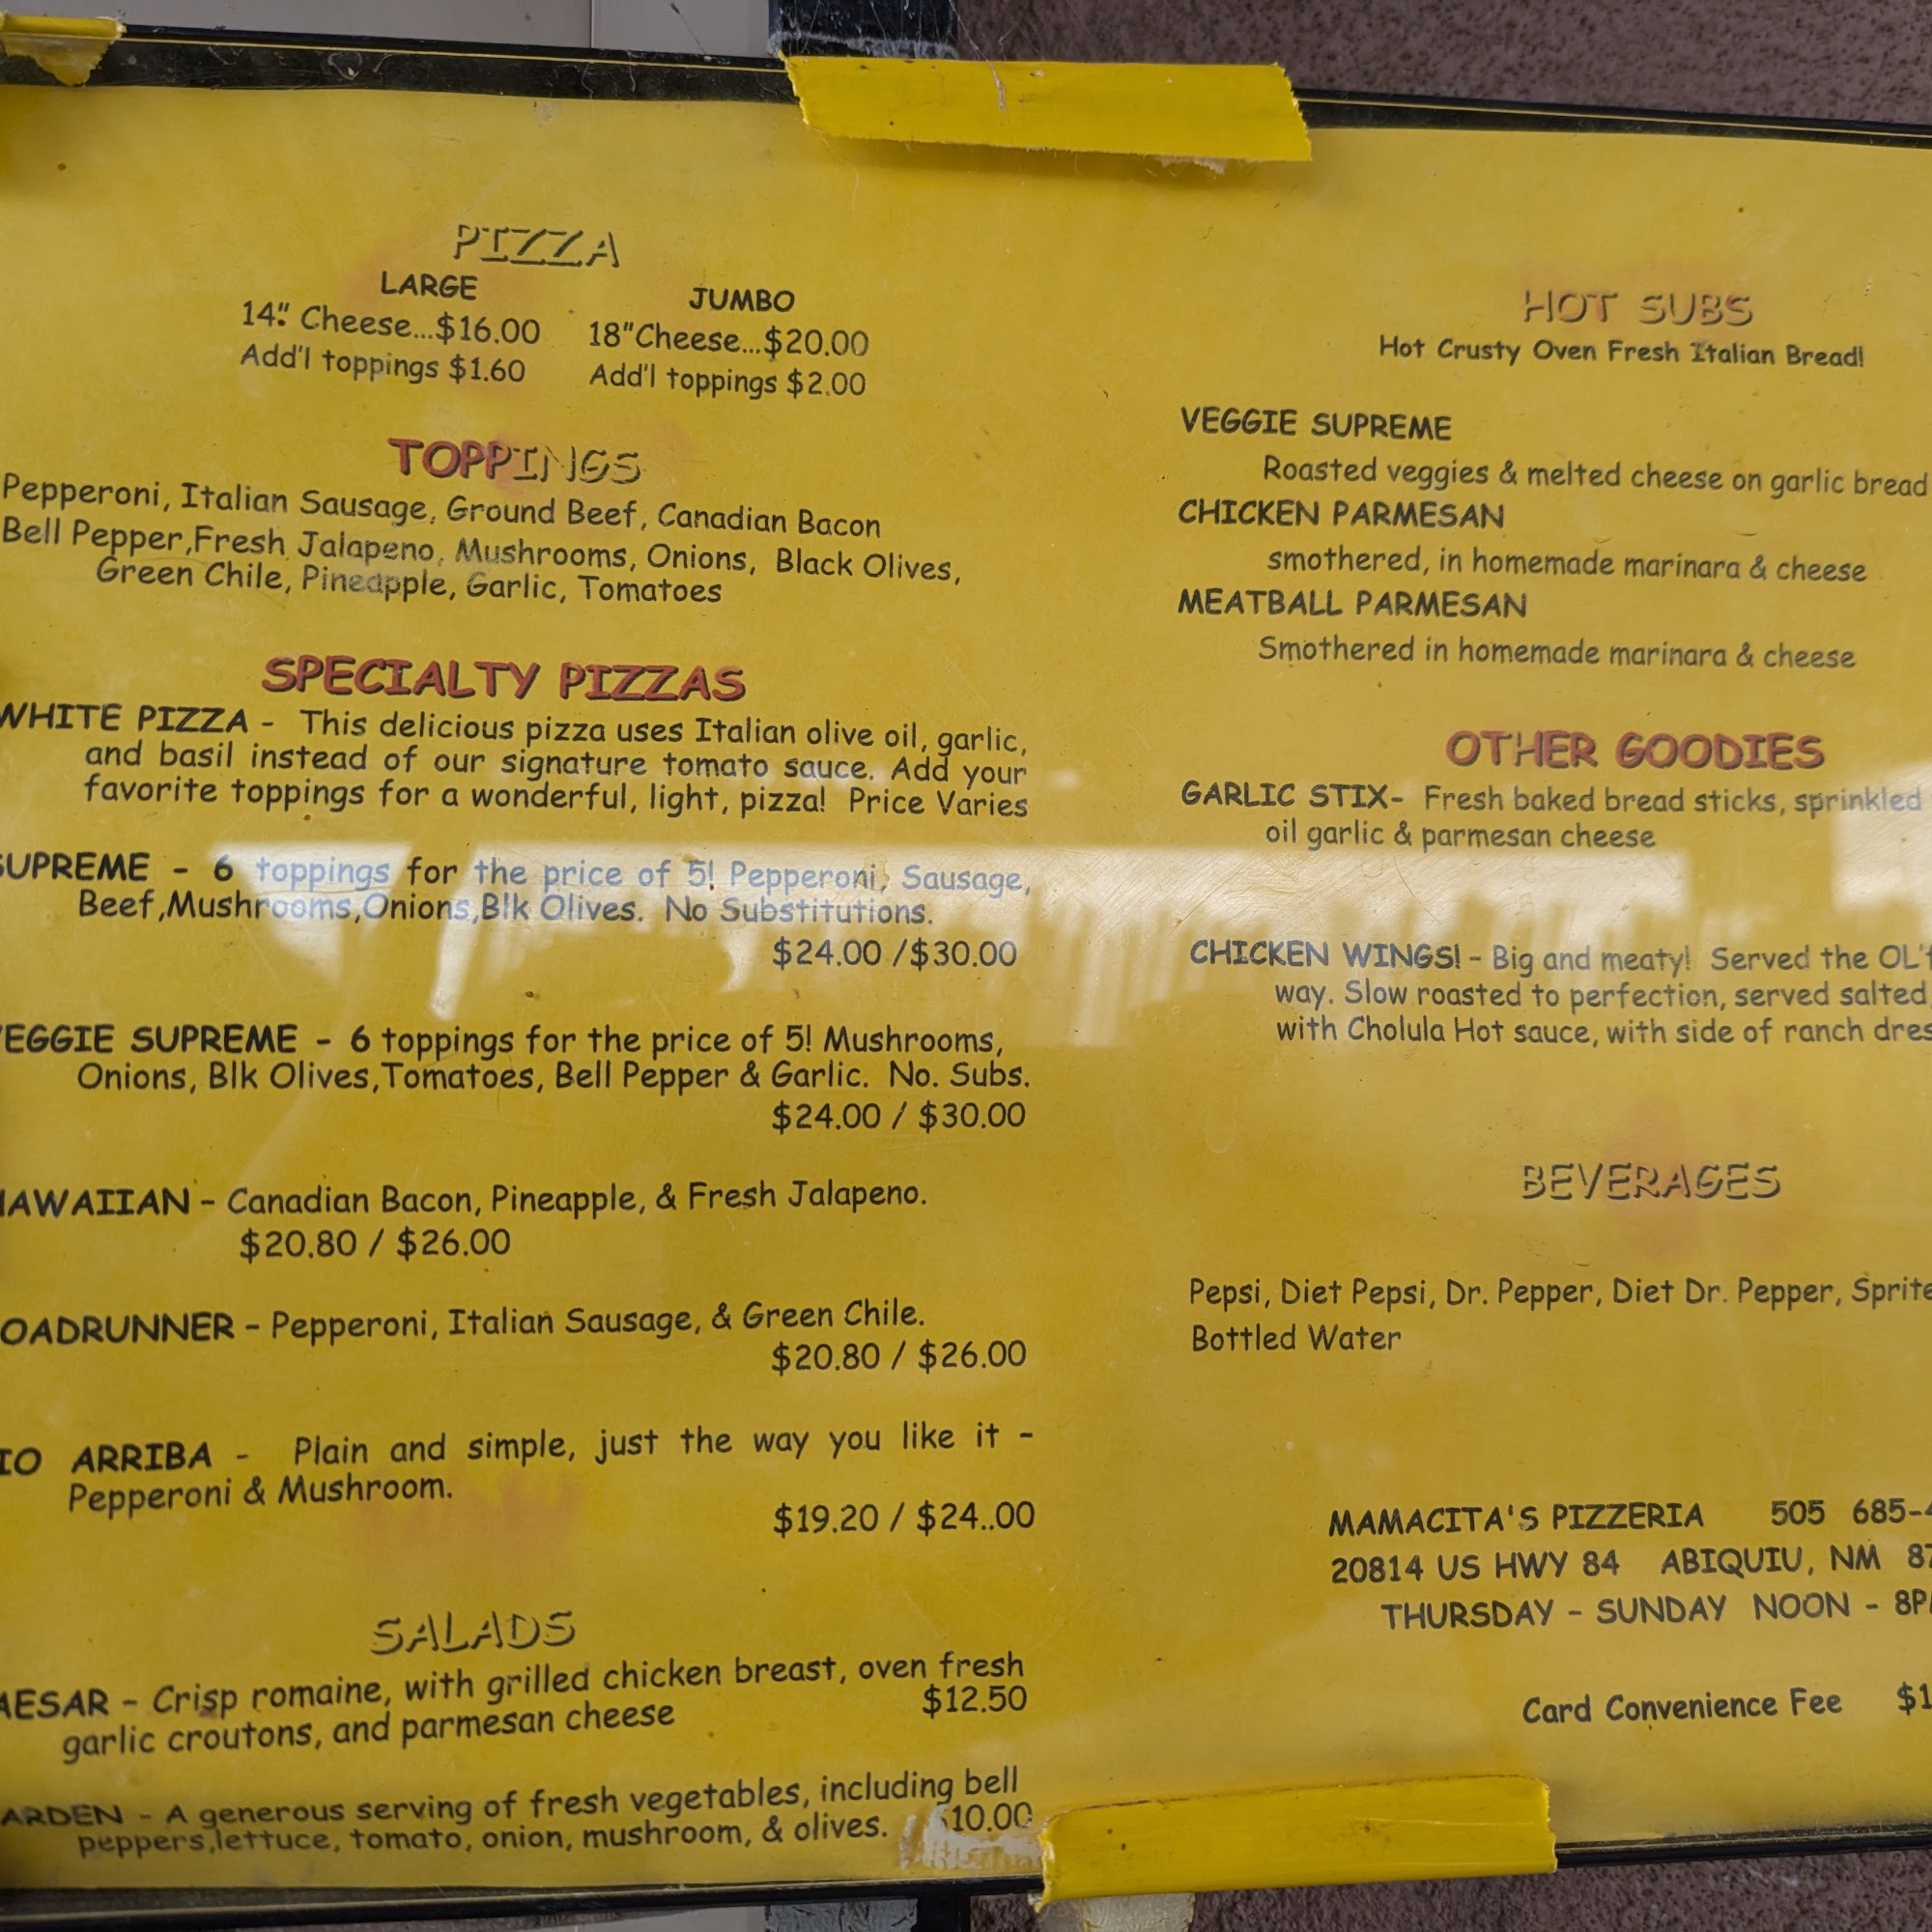 PIZZA
LARGE JUMBO
14" Cheese...$16.00 18"Cheese...$20.00
Add'l toppings $1.60 Add'l toppings $2.00
TOPPINGS
Pepperoni, Italian Sausage, Ground Beef, Canadian Bacon
Bell Pepper,Fresh Jalapeno, Mushrooms, Onions, Black Olives,
Green Chile, Pineapple, Garlic, Tomatoes
SPECIALTY PIZZAS
WHITE PIZZA - This delicious pizza uses Italian olive oil, garlic,
and basil instead of our signature tomato sauce. Add your
favorite toppings for a wonderful, light, pizza! Price Varies
SUPREME - 6 toppings for the price of 5! Pepperoni, Sausage,
Beef,Mushrooms,Onions,Blk Olives. No Substitutions.
$24.00 /$30.00
VEGGIE SUPREME - 6 toppings for the price of 5! Mushrooms,
Onions, Blk Olives,Tomatoes, Bell Pepper & Garlic. No. Subs.
$24.00 / $30.00
HAWAIIAN - Canadian Bacon, Pineapple, & Fresh Jalapeno.
$20.80 / $26.00
OADRUNNER - Pepperoni, Italian Sausage, & Green Chile.
$20.80 / $26.00
IO ARRIBA - Plain and simple, just the way you like it -
Pepperoni & Mushroom.
$19.20 / $24..00
SALADS
AESAR - Crisp romaine, with grilled chicken breast, oven fresh
garlic croutons, and parmesan cheese $12.50
ARDEN - A generous serving of fresh vegetables, including bell
peppers,lettuce, tomato, onion, mushroom, & olives. $10.00
HOT SUBS
Hot Crusty Oven Fresh Italian Bread!
VEGGIE SUPREME
Roasted veggies & melted cheese on garlic bread
CHICKEN PARMESAN
smothered, in homemade marinara & cheese
MEATBALL PARMESAN
Smothered in homemade marinara & cheese
OTHER GOODIES
GARLIC STIX- Fresh baked bread sticks, sprinkled
oil garlic & parmesan cheese
CHICKEN WINGS! - Big and meaty! Served the OL'
way. Slow roasted to perfection, served salted
with Cholula Hot sauce, with side of ranch dres
BEVERAGES
Pepsi, Diet Pepsi, Dr. Pepper, Diet Dr. Pepper, Sprite
Bottled Water
MAMACITA'S PIZZERIA 505 685-4
20814 US HWY 84 ABIQUIU, NM 87
THURSDAY - SUNDAY NOON - 8P
Card Convenience Fee $1